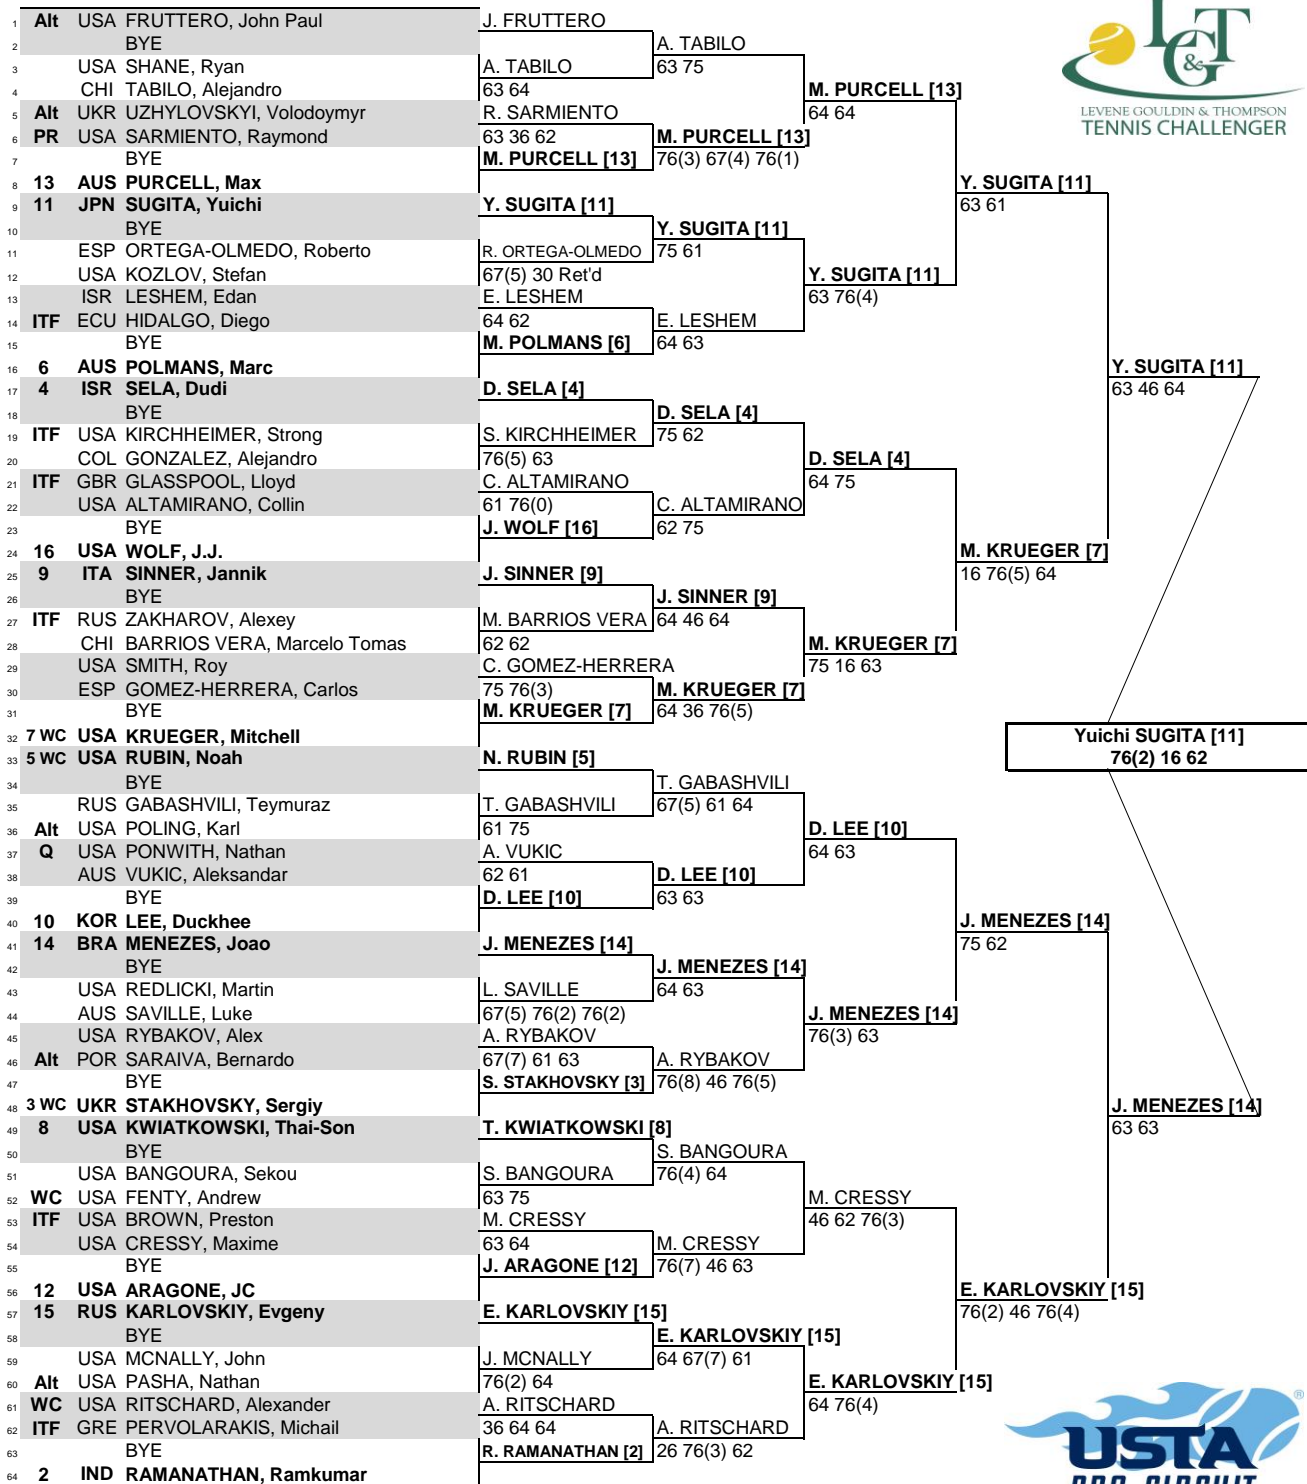 1 Alt USA FRUTTERO, John Paul J. FRUTTERO
2 BYE A. TABILO
3 USA SHANE, Ryan A. TABILO 63 75
4 CHI TABILO, Alejandro 63 64 M. PURCELL [13]
5 Alt UKR UZHYLOVSKYI, Volodoymyr R. SARMIENTO 64 64
6 PR USA SARMIENTO, Raymond 63 36 62 M. PURCELL [13]
7 BYE M. PURCELL [13] 76(3) 67(4) 76(1)
8 13 AUS PURCELL, Max Y. SUGITA [11]
9 11 JPN SUGITA, Yuichi Y. SUGITA [11] 63 61
10 BYE Y. SUGITA [11]
11 ESP ORTEGA-OLMEDO, Roberto R. ORTEGA-OLMEDO 75 61
12 USA KOZLOV, Stefan 67(5) 30 Ret'd Y. SUGITA [11]
13 ISR LESHEM, Edan E. LESHEM 63 76(4)
14 ITF ECU HIDALGO, Diego 64 62 E. LESHEM
15 BYE M. POLMANS [6] 64 63
16 6 AUS POLMANS, Marc Y. SUGITA [11]
17 4 ISR SELA, Dudi D. SELA [4] 63 46 64
18 BYE D. SELA [4]
19 ITF USA KIRCHHEIMER, Strong S. KIRCHHEIMER 75 62
20 COL GONZALEZ, Alejandro 76(5) 63 D. SELA [4]
21 ITF GBR GLASSPOOL, Lloyd C. ALTAMIRANO 64 75
22 USA ALTAMIRANO, Collin 61 76(0) C. ALTAMIRANO
23 BYE J. WOLF [16] 62 75
24 16 USA WOLF, J.J. M. KRUEGER [7]
25 9 ITA SINNER, Jannik J. SINNER [9] 16 76(5) 64
26 BYE J. SINNER [9]
27 ITF RUS ZAKHAROV, Alexey M. BARRIOS VERA 64 46 64
28 CHI BARRIOS VERA, Marcelo Tomas 62 62 M. KRUEGER [7]
29 USA SMITH, Roy C. GOMEZ-HERRERA 75 16 63
30 ESP GOMEZ-HERRERA, Carlos 75 76(3) M. KRUEGER [7]
31 BYE M. KRUEGER [7] 64 36 76(5)
32 7 WC USA KRUEGER, Mitchell Yuichi SUGITA [11]
33 5 WC USA RUBIN, Noah N. RUBIN [5] 76(2) 16 62
34 BYE T. GABASHVILI
35 RUS GABASHVILI, Teymuraz T. GABASHVILI 67(5) 61 64
36 Alt USA POLING, Karl 61 75 D. LEE [10]
37 Q USA PONWITH, Nathan A. VUKIC 64 63
38 AUS VUKIC, Aleksandar 62 61 D. LEE [10]
39 BYE D. LEE [10] 63 63
40 10 KOR LEE, Duckhee J. MENEZES [14]
41 14 BRA MENEZES, Joao J. MENEZES [14] 75 62
42 BYE J. MENEZES [14]
43 USA REDLICKI, Martin L. SAVILLE 64 63
44 AUS SAVILLE, Luke 67(5) 76(2) 76(2) J. MENEZES [14]
45 USA RYBAKOV, Alex A. RYBAKOV 76(3) 63
46 Alt POR SARAIVA, Bernardo 67(7) 61 63 A. RYBAKOV
47 BYE S. STAKHOVSKY [3] 76(8) 46 76(5)
48 3 WC UKR STAKHOVSKY, Sergiy J. MENEZES [14]
49 8 USA KWIATKOWSKI, Thai-Son T. KWIATKOWSKI [8] 63 63
50 BYE S. BANGOURA
51 USA BANGOURA, Sekou S. BANGOURA 76(4) 64
52 WC USA FENTY, Andrew 63 75 M. CRESSY
53 ITF USA BROWN, Preston M. CRESSY 46 62 76(3)
54 USA CRESSY, Maxime 63 64 M. CRESSY
55 BYE J. ARAGONE [12] 76(7) 46 63
56 12 USA ARAGONE, JC E. KARLOVSKIY [15]
57 15 RUS KARLOVSKIY, Evgeny E. KARLOVSKIY [15] 76(2) 46 76(4)
58 BYE E. KARLOVSKIY [15]
59 USA MCNALLY, John J. MCNALLY 64 67(7) 61
60 Alt USA PASHA, Nathan 76(2) 64 E. KARLOVSKIY [15]
61 WC USA RITSCHARD, Alexander A. RITSCHARD 64 76(4)
62 ITF GRE PERVOLARAKIS, Michail 36 64 64 A. RITSCHARD
63 BYE R. RAMANATHAN [2] 26 76(3) 62
64 2 IND RAMANATHAN, Ramkumar
LG&T
LEVENE GOULDIN & THOMPSON
TENNIS CHALLENGER
USTA ®
PRO CIRCUIT